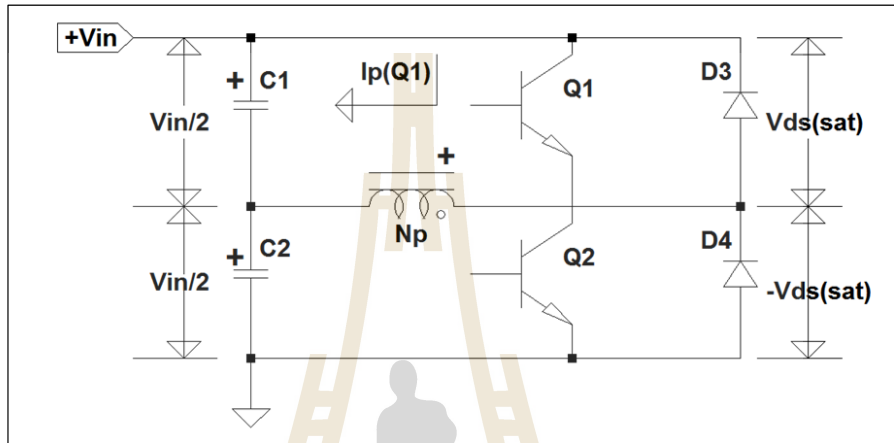 +Vin
+
C1
Ip(Q1)
Q1
D3
Vin/2
Vds(sat)
+
Np
+
C2
Q2
D4
Vin/2
-Vds(sat)